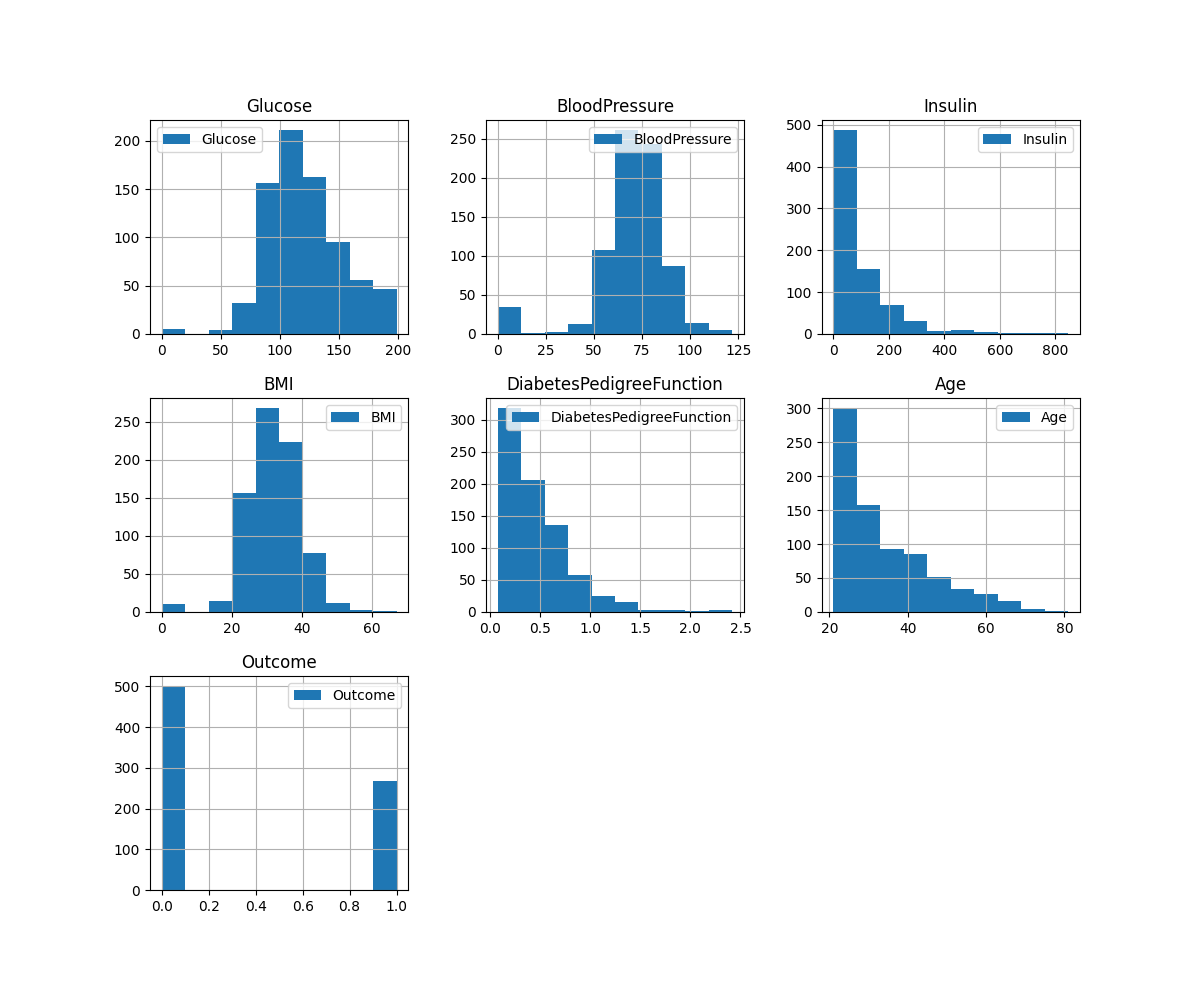 Glucose
Glucose
200
150
100
50
0
0 50 100 150 200
BloodPressure
BloodPressure
250
200
150
100
50
0
0 25 50 75 100 125
Insulin
Insulin
500
400
300
200
100
0
0 200 400 600 800
BMI
BMI
250
200
150
100
50
0
0 20 40 60
DiabetesPedigreeFunction
DiabetesPedigreeFunction
300
250
200
150
100
50
0
0.0 0.5 1.0 1.5 2.0 2.5
Age
Age
300
250
200
150
100
50
0
20 40 60 80
Outcome
Outcome
500
400
300
200
100
0
0.0 0.2 0.4 0.6 0.8 1.0